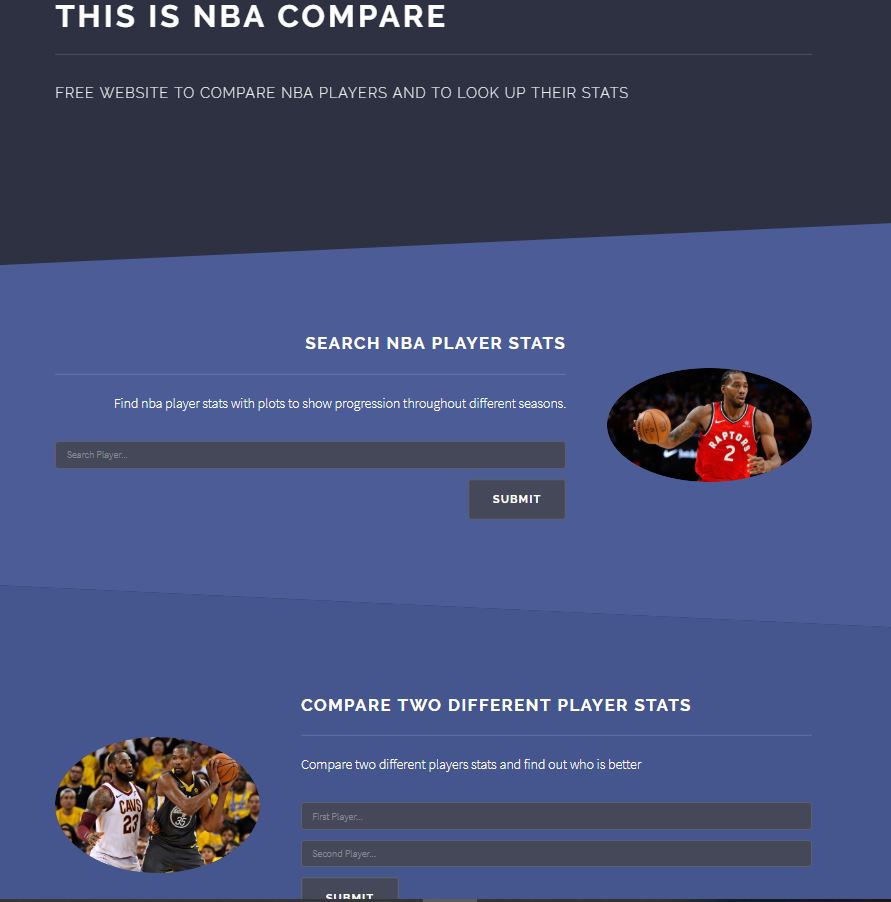 THIS IS NBA COMPARE
FREE WEBSITE TO COMPARE NBA PLAYERS AND TO LOOK UP THEIR STATS
SEARCH NBA PLAYER STATS
Find nba player stats with plots to show progression throughout different seasons.
Search Player...
SUBMIT
RAPTORS
2
COMPARE TWO DIFFERENT PLAYER STATS
Compare two different players stats and find out who is better
CAVS
23
35
First Player...
Second Player...
SUBMIT